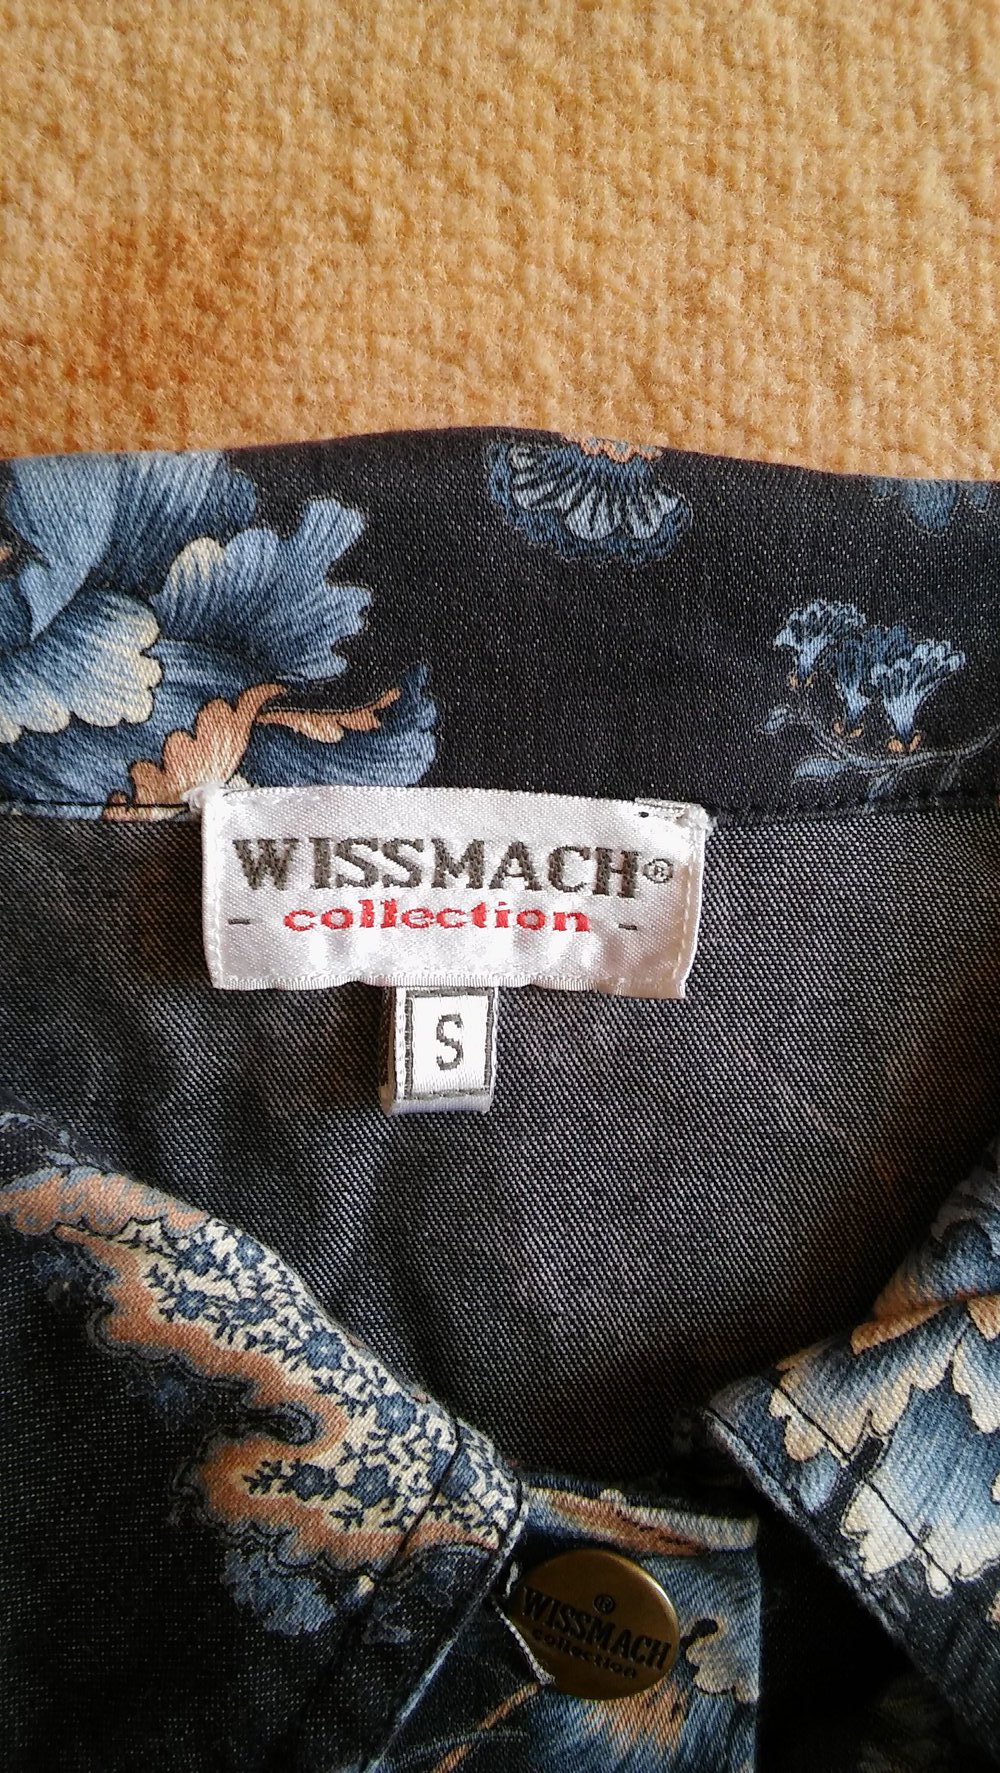 WISSMACH®
- collection -
S
®
WISSMACH
collection